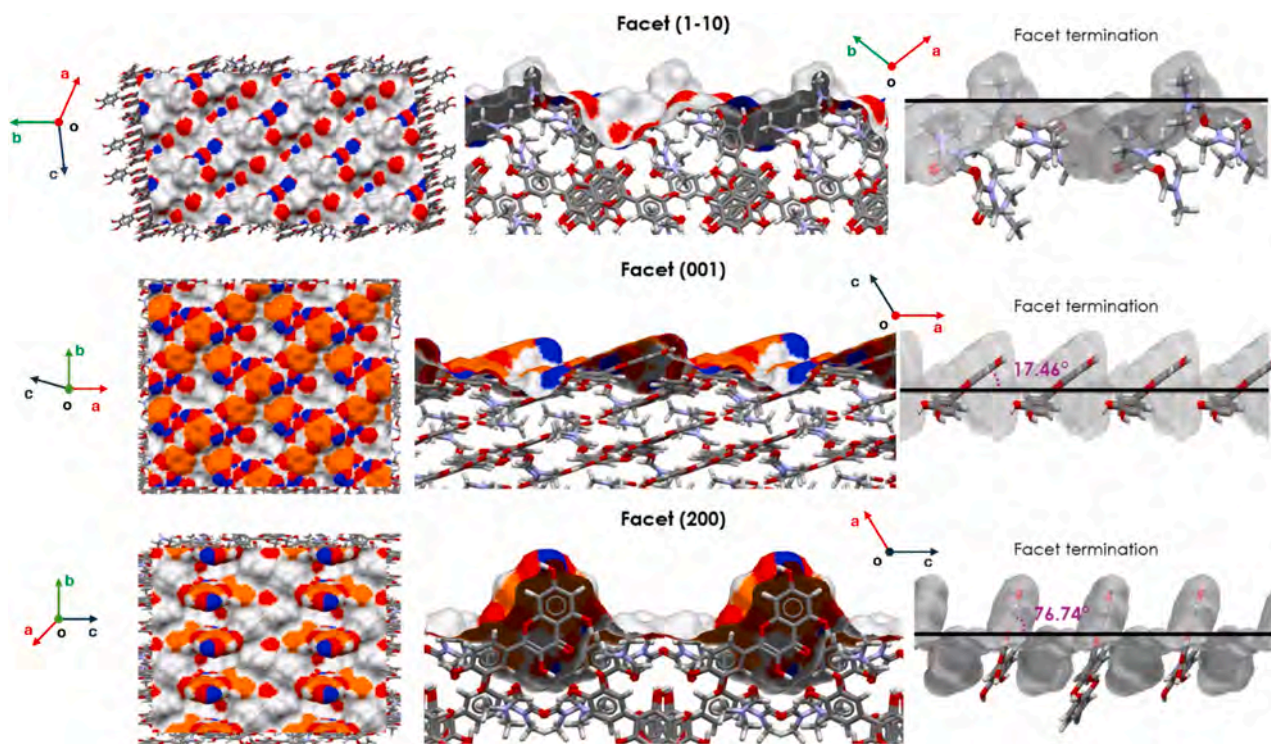 Facet (1-10)
Facet termination
a
b
o
c
b
a
o
Facet (001)
Facet termination
b
c
o
a
c
o
a
17.46°
Facet (200)
Facet termination
b
a
o
c
a
o
c
76.74°